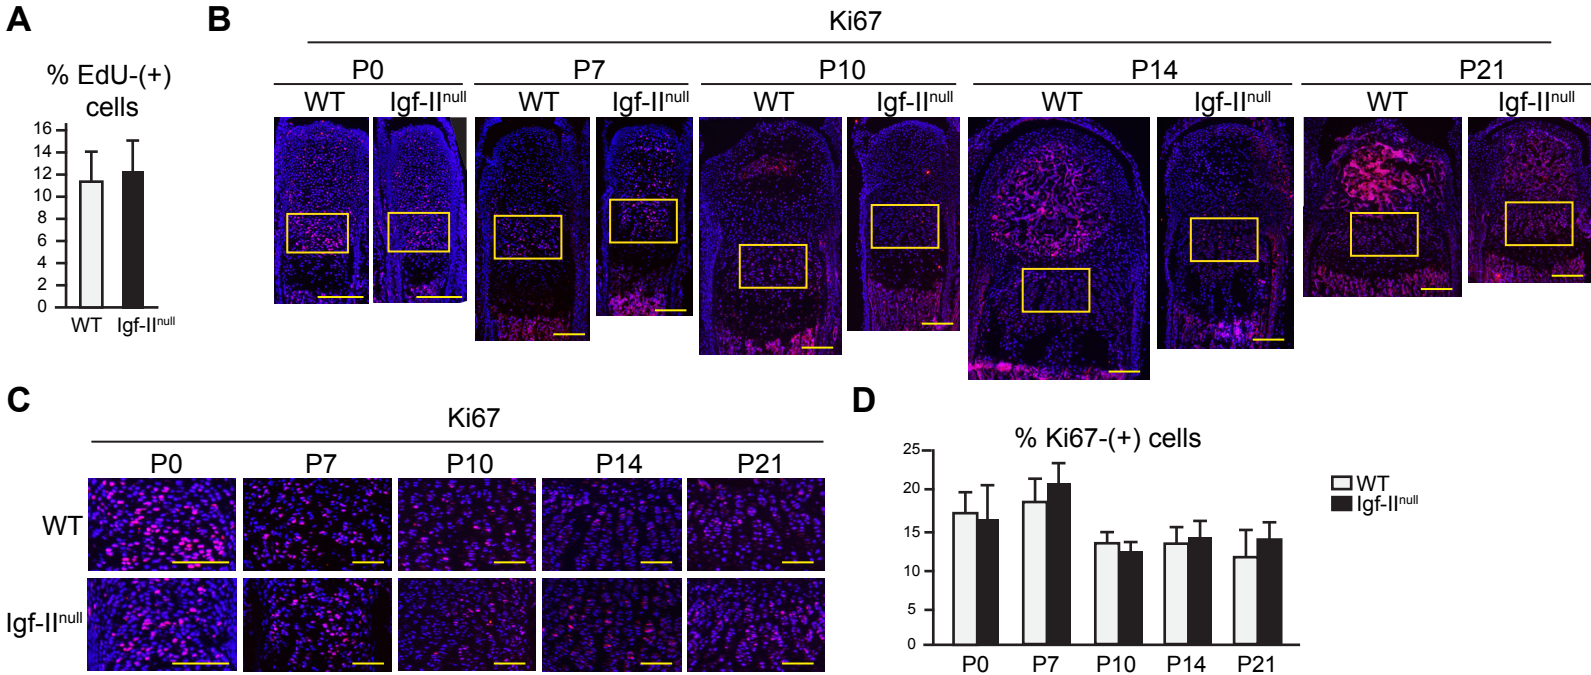 A
% EdU-(+)
cells
16
14
12
10
8
6
4
2
0
WT Igf-IInull
B
Ki67
P0 P7 P10 P14 P21
WT Igf-IInull WT Igf-IInull WT Igf-IInull WT Igf-IInull WT Igf-IInull
C
Ki67
P0 P7 P10 P14 P21
WT
Igf-IInull
D
% Ki67-(+) cells
25
20
15
10
5
0
P0 P7 P10 P14 P21
WT
Igf-IInull